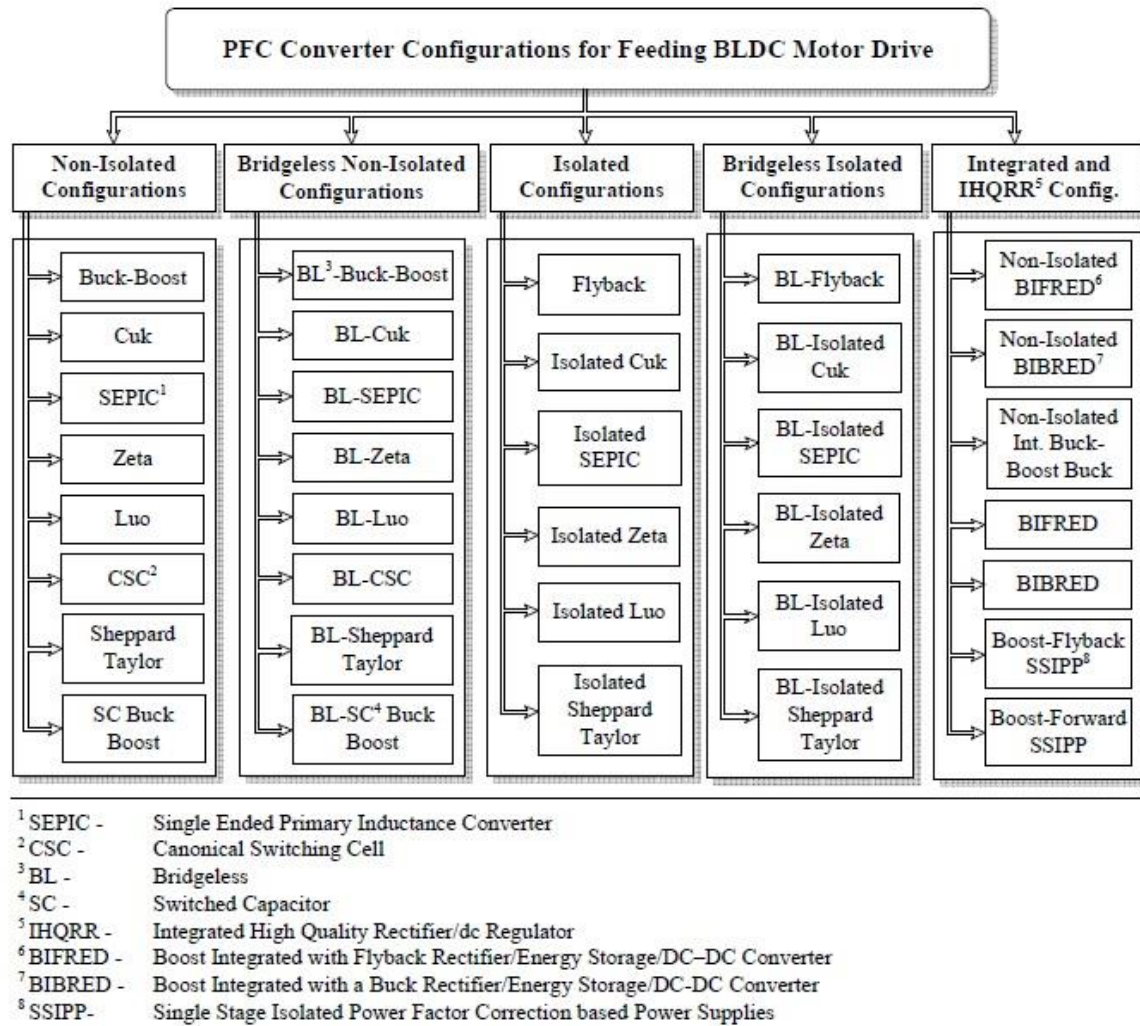 PFC Converter Configurations for Feeding BLDC Motor Drive
Non-Isolated
Configurations
Buck-Boost
Cuk
SEPIC¹
Zeta
Luo
CSC²
Sheppard
Taylor
SC Buck
Boost
Bridgeless Non-Isolated
Configurations
BL³-Buck-Boost
BL-Cuk
BL-SEPIC
BL-Zeta
BL-Luo
BL-CSC
BL-Sheppard
Taylor
BL-SC⁴ Buck
Boost
Isolated
Configurations
Flyback
Isolated Cuk
Isolated
SEPIC
Isolated Zeta
Isolated Luo
Isolated
Sheppard
Taylor
Bridgeless Isolated
Configurations
BL-Flyback
BL-Isolated
Cuk
BL-Isolated
SEPIC
BL-Isolated
Zeta
BL-Isolated
Luo
BL-Isolated
Sheppard
Taylor
Integrated and
IHQRR⁵ Config.
Non-Isolated
BIFRED⁶
Non-Isolated
BIBRED⁷
Non-Isolated
Int. Buck-
Boost Buck
BIFRED
BIBRED
Boost-Flyback
SSIPP⁸
Boost-Forward
SSIPP
¹ SEPIC - Single Ended Primary Inductance Converter
² CSC - Canonical Switching Cell
³ BL - Bridgeless
⁴ SC - Switched Capacitor
⁵ IHQRR - Integrated High Quality Rectifier/dc Regulator
⁶ BIFRED - Boost Integrated with Flyback Rectifier/Energy Storage/DC–DC Converter
⁷ BIBRED - Boost Integrated with a Buck Rectifier/Energy Storage/DC-DC Converter
⁸ SSIPP- Single Stage Isolated Power Factor Correction based Power Supplies